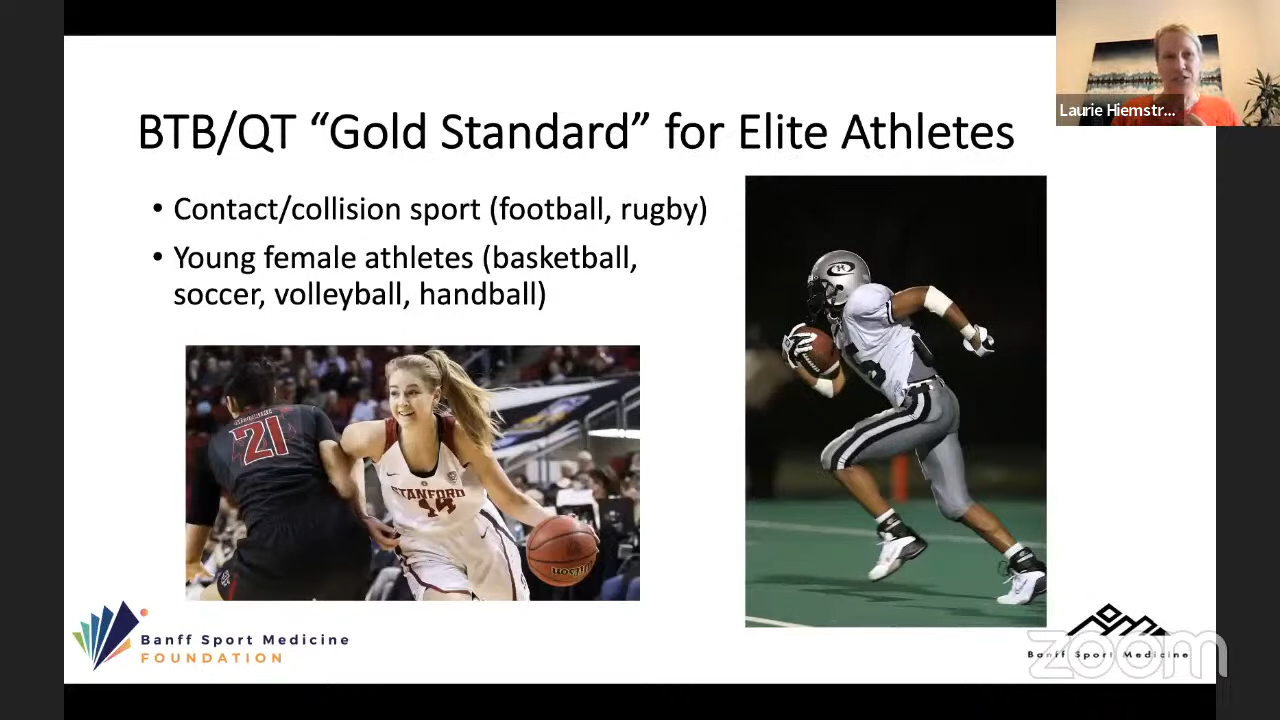 Laurie Hiemstr...
BTB/QT “Gold Standard” for Elite Athletes
• Contact/collision sport (football, rugby)
• Young female athletes (basketball,
soccer, volleyball, handball)
21
STANFORD
14
H
Banff Sport Medicine
FOUNDATION
Banff Sport Medicine
zoom